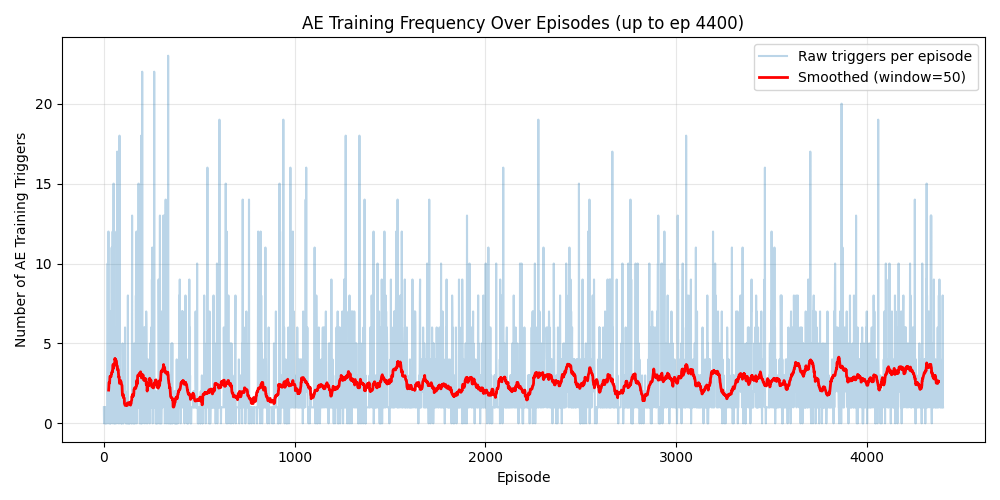 AE Training Frequency Over Episodes (up to ep 4400)
Raw triggers per episode
Smoothed (window=50)
Number of AE Training Triggers
20
15
10
5
0
0 1000 2000 3000 4000
Episode